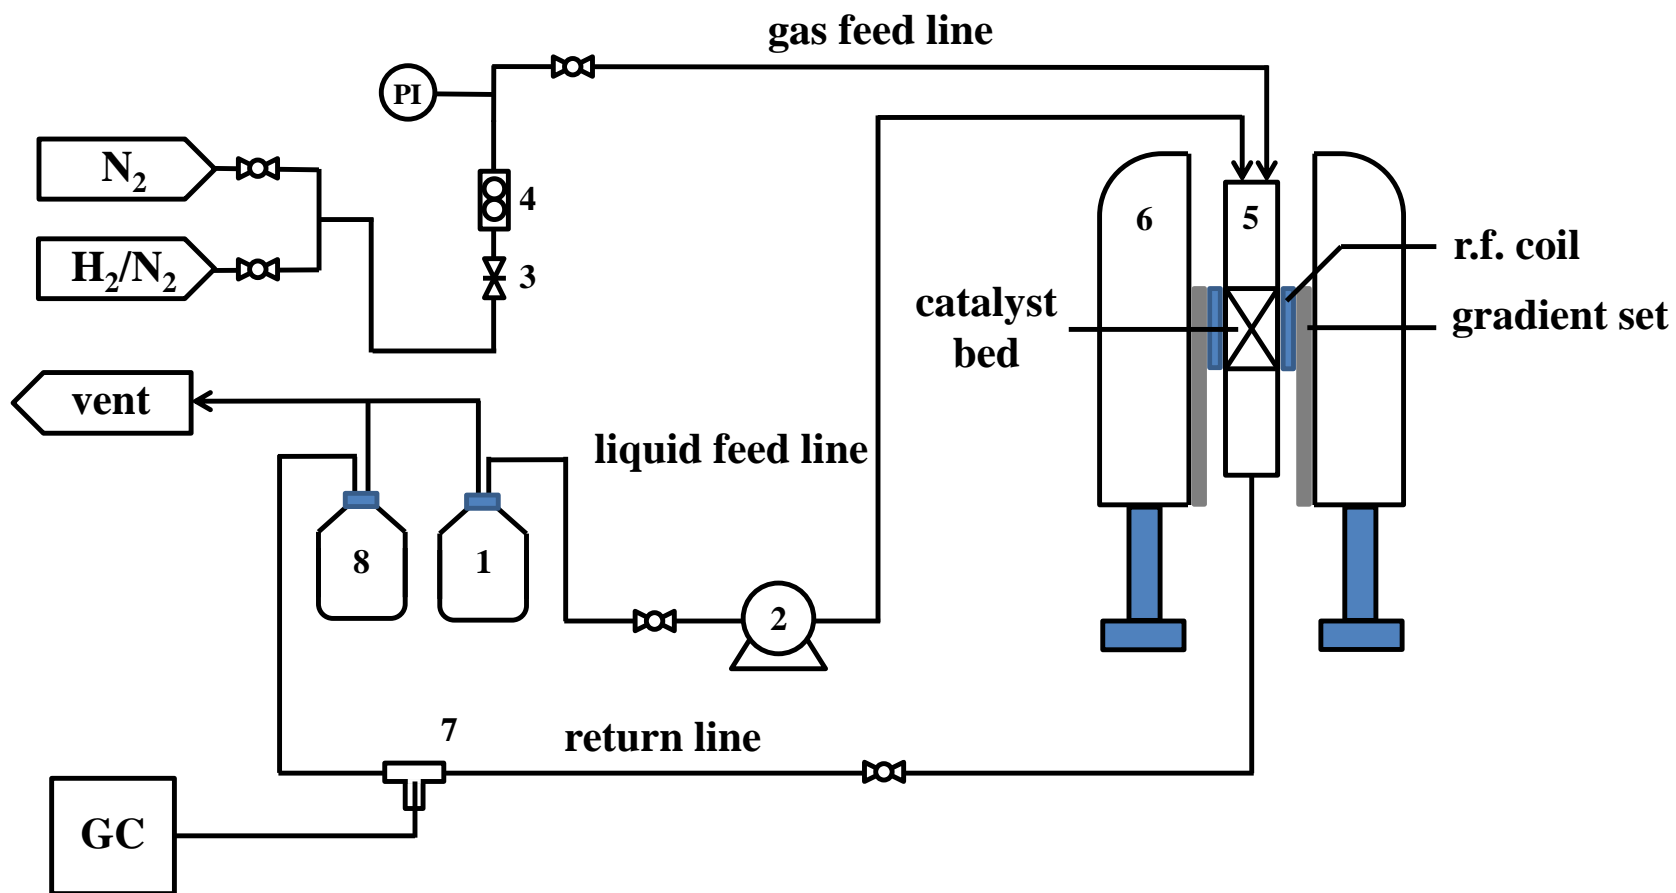 gas feed line
PI
N2
4
6
5
r.f. coil
H2/N2
3
catalyst
bed
gradient set
vent
liquid feed line
8
1
2
7
return line
GC